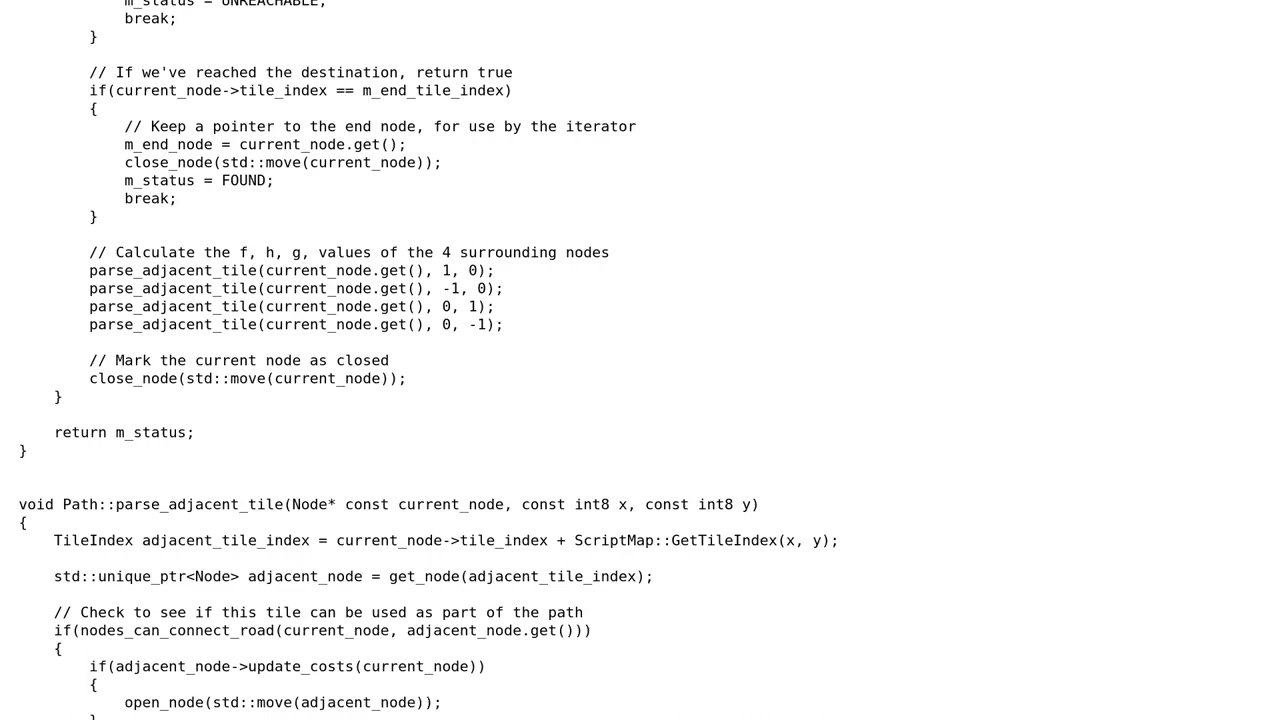 m_status = UNREACHABLE;
            break;
        }

        // If we've reached the destination, return true
        if(current_node->tile_index == m_end_tile_index)
        {
            // Keep a pointer to the end node, for use by the iterator
            m_end_node = current_node.get();
            close_node(std::move(current_node));
            m_status = FOUND;
            break;
        }

        // Calculate the f, h, g, values of the 4 surrounding nodes
        parse_adjacent_tile(current_node.get(), 1, 0);
        parse_adjacent_tile(current_node.get(), -1, 0);
        parse_adjacent_tile(current_node.get(), 0, 1);
        parse_adjacent_tile(current_node.get(), 0, -1);

        // Mark the current node as closed
        close_node(std::move(current_node));
    }

    return m_status;
}


void Path::parse_adjacent_tile(Node* const current_node, const int8 x, const int8 y)
{
    TileIndex adjacent_tile_index = current_node->tile_index + ScriptMap::GetTileIndex(x, y);

    std::unique_ptr<Node> adjacent_node = get_node(adjacent_tile_index);

    // Check to see if this tile can be used as part of the path
    if(nodes_can_connect_road(current_node, adjacent_node.get()))
    {
        if(adjacent_node->update_costs(current_node))
        {
            open_node(std::move(adjacent_node));
        }